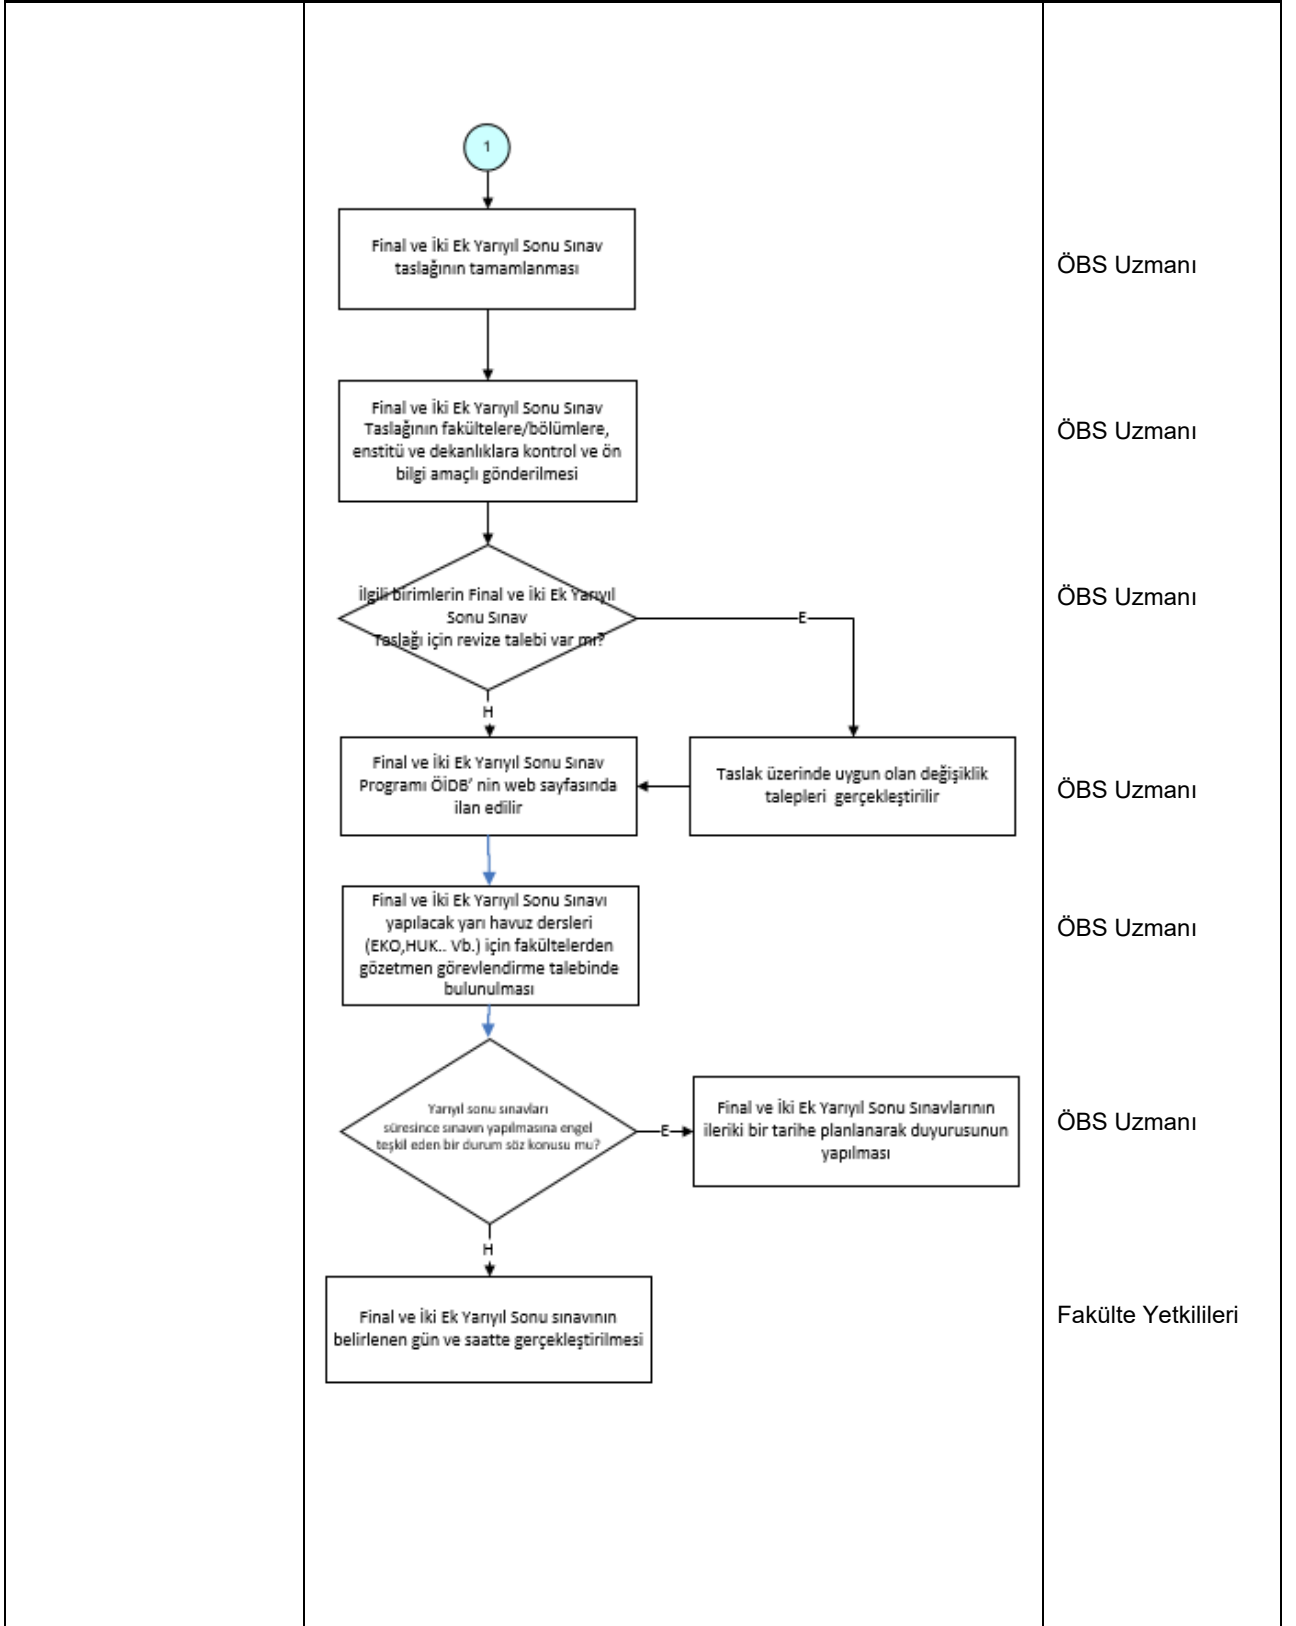 1
Final ve İki Ek Yarıyıl Sonu Sınav
taslağının tamamlanması
ÖBS Uzmanı
Final ve İki Ek Yarıyıl Sonu Sınav
Taslağının fakültelere/bölümlere,
enstitü ve dekanlıklara kontrol ve ön
bilgi amaçlı gönderilmesi
ÖBS Uzmanı
İlgili birimlerin Final ve İki Ek Yarıyıl
Sonu Sınav
Taslağı için revize talebi var mı?
ÖBS Uzmanı
E
H
Final ve İki Ek Yarıyıl Sonu Sınav
Programı ÖİDB' nin web sayfasında
ilan edilir
Taslak üzerinde uygun olan değişiklik
talepleri  gerçekleştirilir
ÖBS Uzmanı
Final ve İki Ek Yarıyıl Sonu Sınavı
yapılacak yarı havuz dersleri
(EKO,HUK.. Vb.) için fakültelerden
gözetmen görevlendirme talebinde
bulunulması
ÖBS Uzmanı
Yarıyıl sonu sınavları
süresince sınavın yapılmasına engel
teşkil eden bir durum söz konusu mu?
E
Final ve İki Ek Yarıyıl Sonu Sınavlarının
ileriki bir tarihe planlanarak duyurusunun
yapılması
ÖBS Uzmanı
H
Final ve İki Ek Yarıyıl Sonu sınavının
belirlenen gün ve saatte gerçekleştirilmesi
Fakülte Yetkilileri